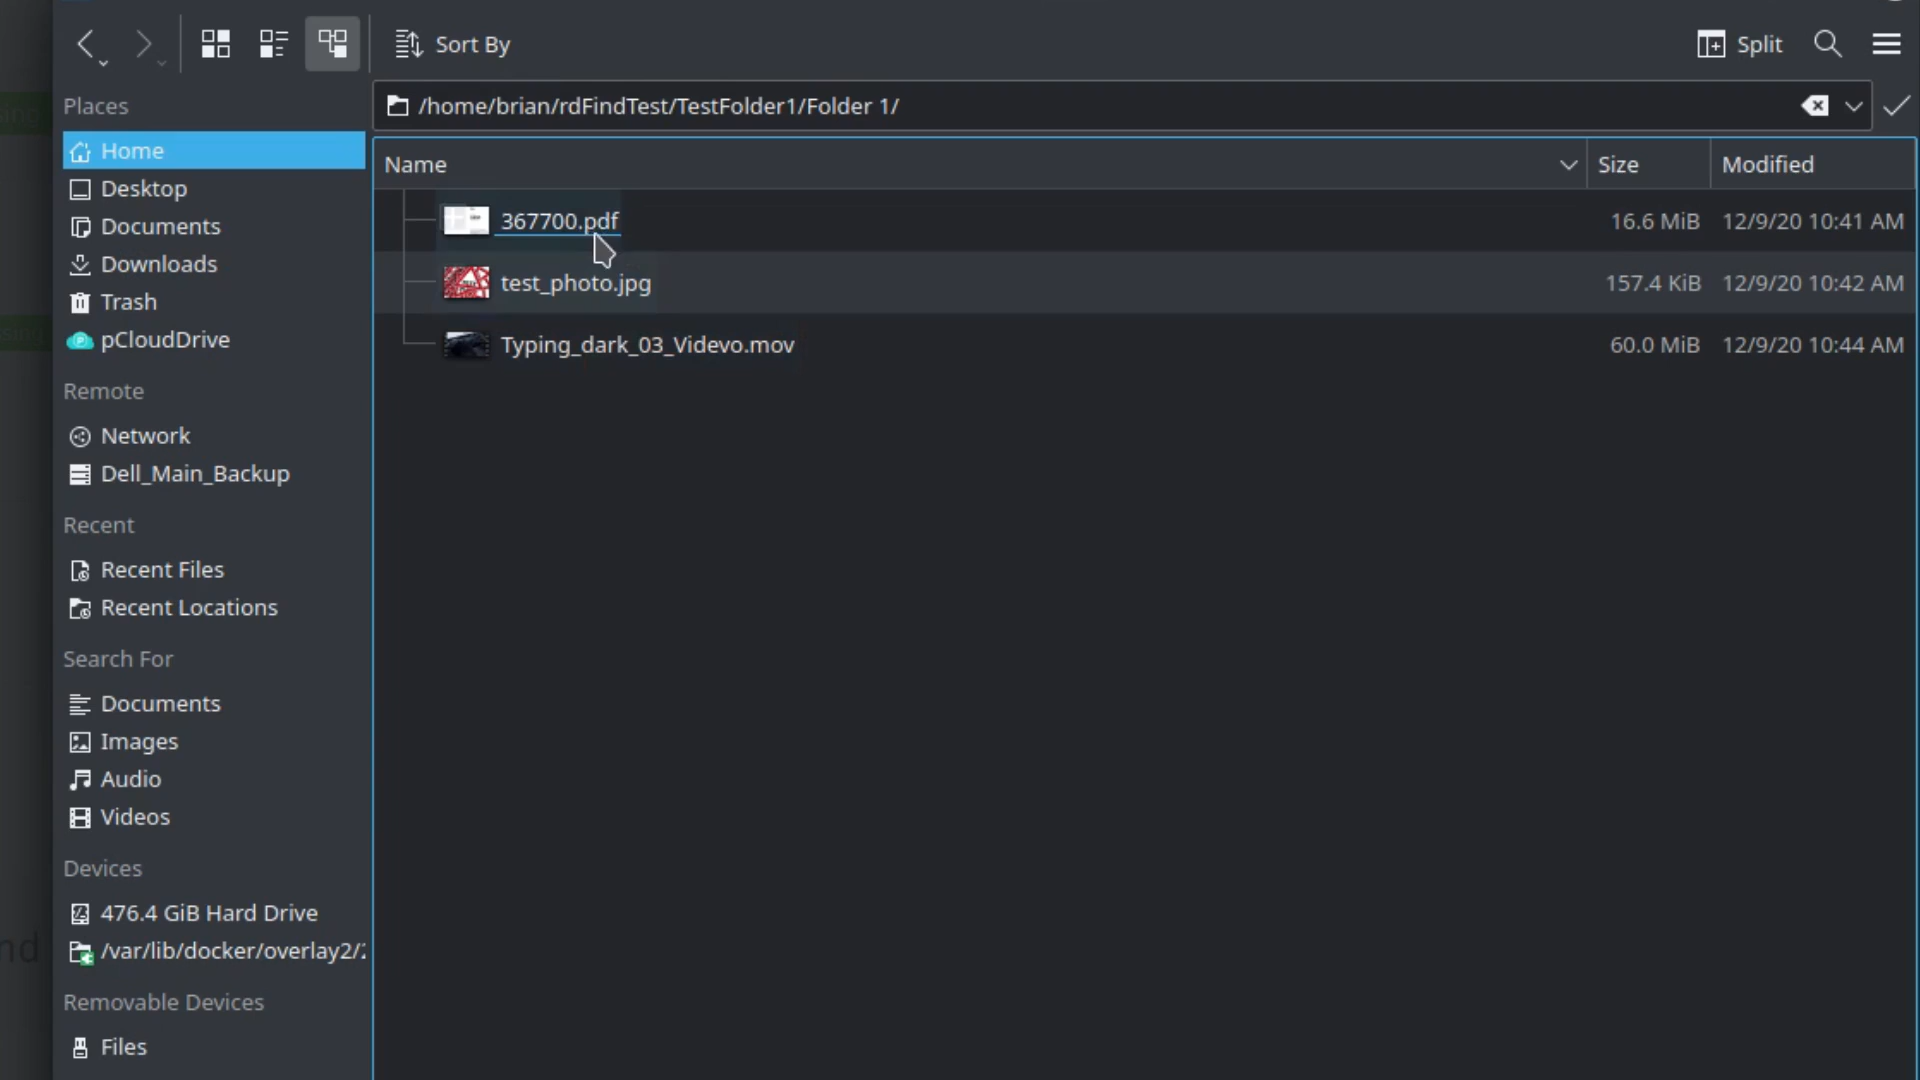 Sort By
Split
Places
/home/brian/rdFindTest/TestFolder1/Folder 1/
Home
Desktop
Documents
Downloads
Trash
pCloudDrive
Remote
Network
Dell_Main_Backup
Recent
Recent Files
Recent Locations
Search For
Documents
Images
Audio
Videos
Devices
476.4 GiB Hard Drive
/var/lib/docker/overlay2/
Removable Devices
Files
Name Size Modified
367700.pdf 16.6 MiB 12/9/20 10:41 AM
test_photo.jpg 157.4 KiB 12/9/20 10:42 AM
Typing_dark_03_Videvo.mov 60.0 MiB 12/9/20 10:44 AM